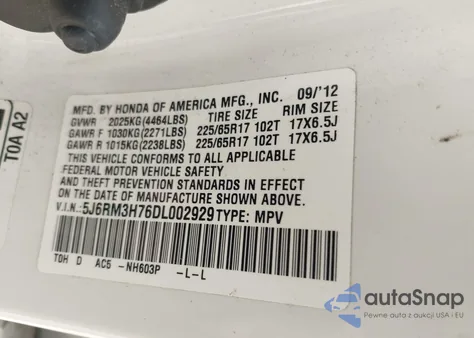 TOA A2
MFD. BY HONDA OF AMERICA MFG., INC. 09/'12
GVWR 2025KG(4464LBS) TIRE SIZE RIM SIZE
GAWR F 1030KG(2271LBS) 225/65R17 102T 17X6.5J
GAWR R 1015KG(2238LBS) 225/65R17 102T 17X6.5J
THIS VEHICLE CONFORMS TO ALL APPLICABLE
FEDERAL MOTOR VEHICLE SAFETY
AND THEFT PREVENTION STANDARDS IN EFFECT
ON THE DATE OF MANUFACTURE SHOWN ABOVE.
V.I.N.: 5J6RM3H76DL002929 TYPE: MPV
T0H D AC5 -NH603P -L-L
autaSnap
Pewne auta z aukcji USA i EU